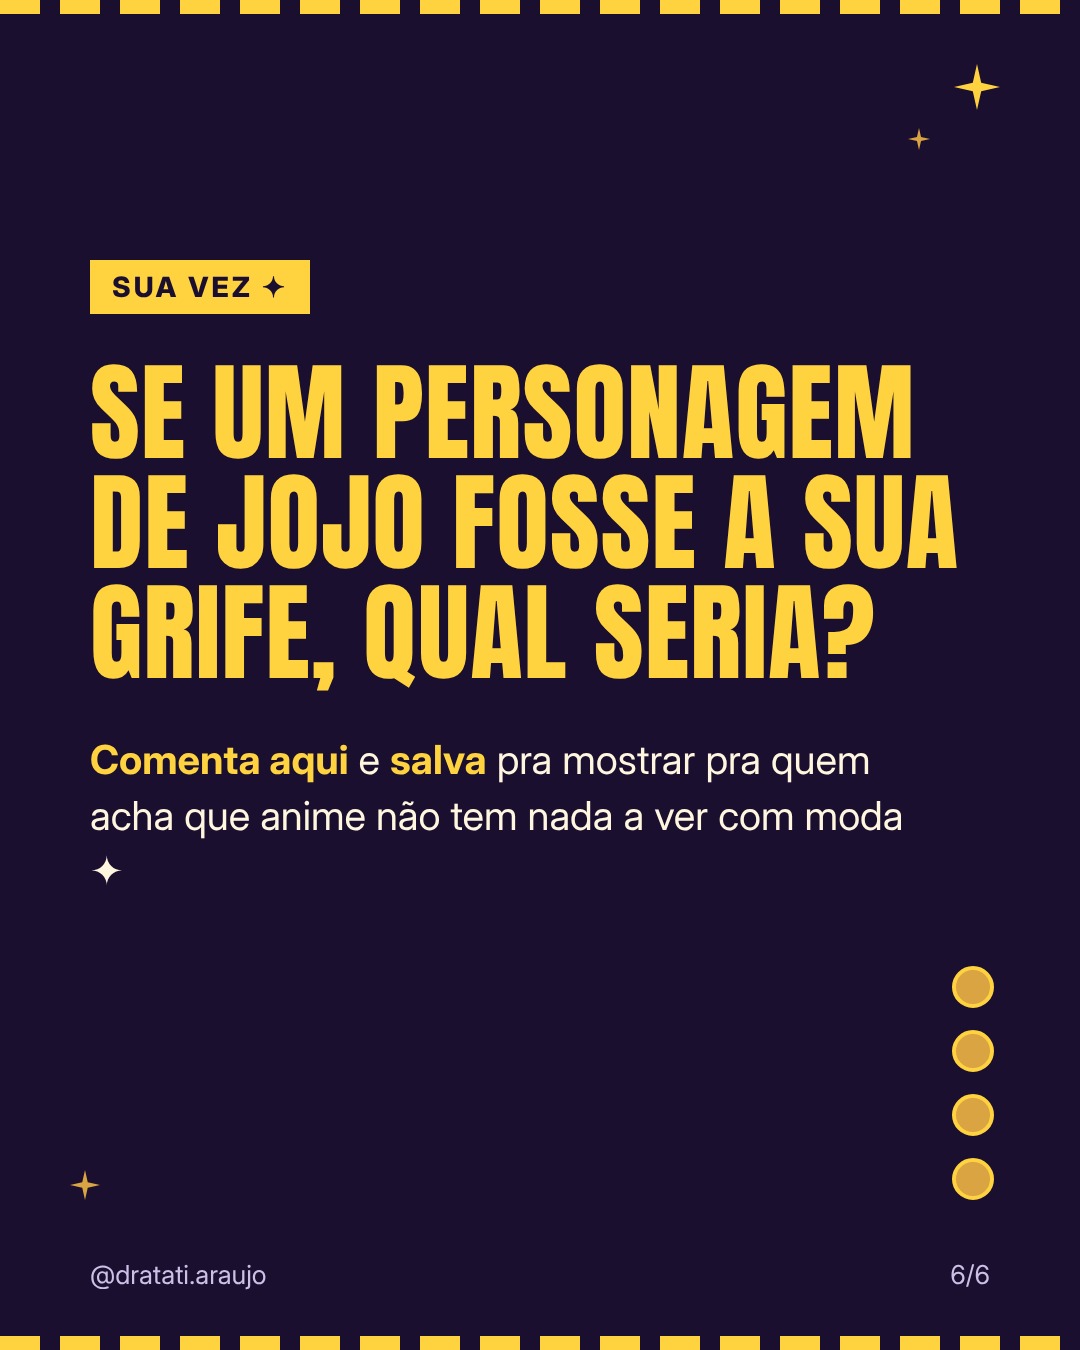 SUA VEZ ✦
SE UM PERSONAGEM
DE JOJO FOSSE A SUA
GRIFE, QUAL SERIA?
Comenta aqui e salva pra mostrar pra quem
acha que anime não tem nada a ver com moda
✦
@dratati.araujo
6/6